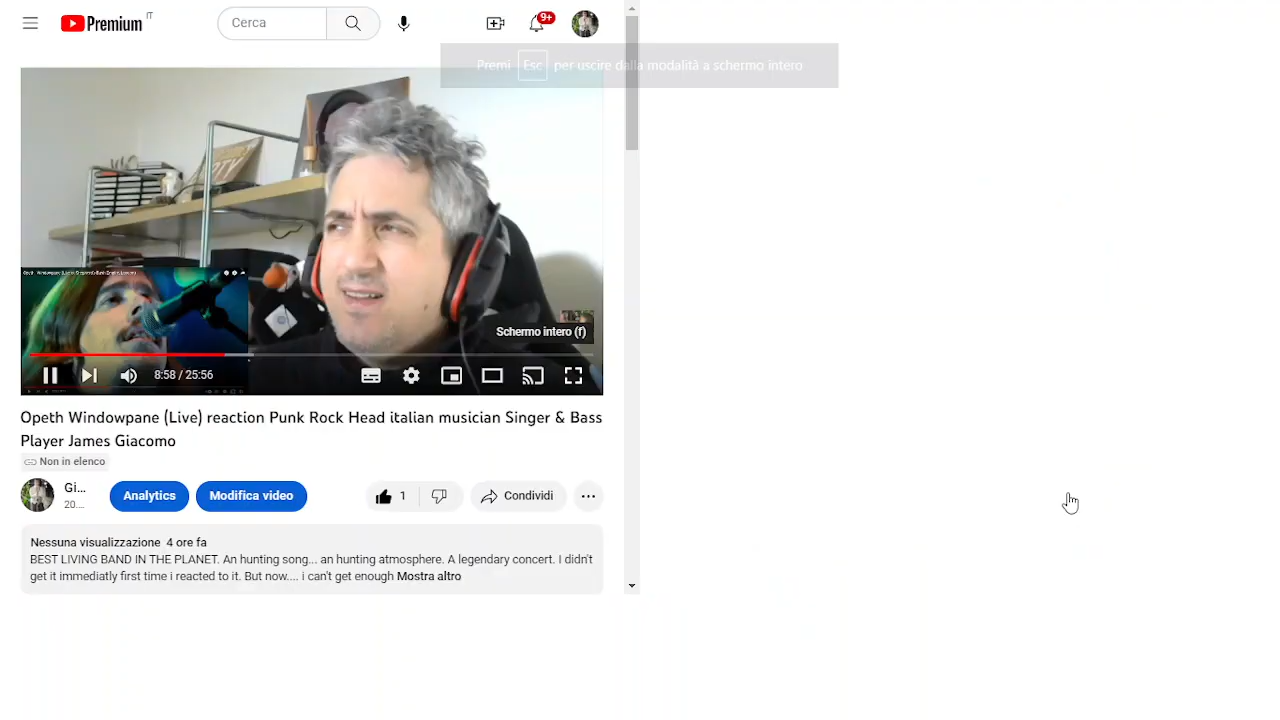 Premium IT
Cerca
9+
Premi Esc per uscire dalla modalità a schermo intero
Schermo intero (f)
8:58 / 25:56
Opeth Windowpane (Live) reaction Punk Rock Head italian musician Singer & Bass
Player James Giacomo
Non in elenco
Gi...
20...
Analytics
Modifica video
1
Condividi
Nessuna visualizzazione 4 ore fa
BEST LIVING BAND IN THE PLANET. An hunting song... an hunting atmosphere. A legendary concert. I didn't
get it immediatly first time i reacted to it. But now.... i can't get enough Mostra altro